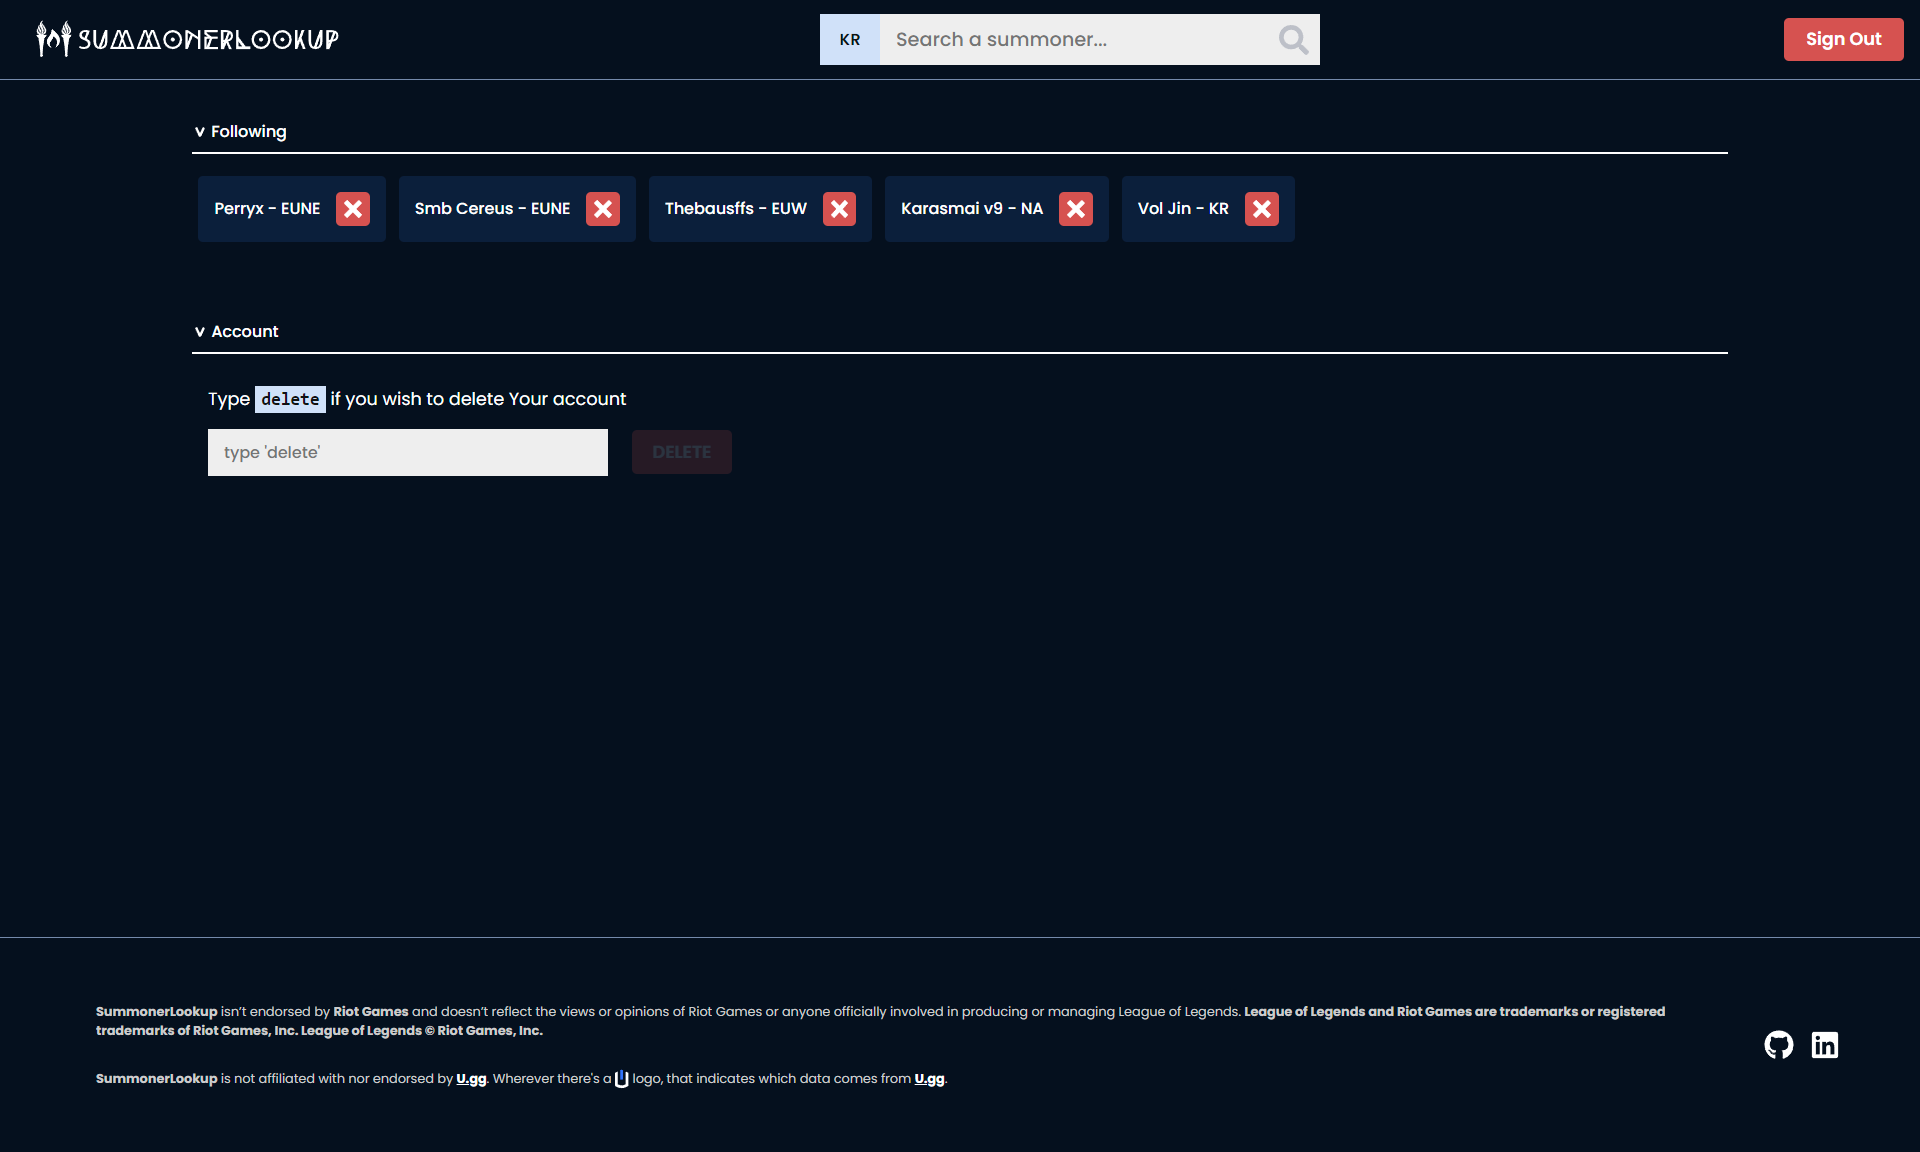 SUMMONERLOOKUP
KR
Search a summoner...
Sign Out
Following
Perryx - EUNE
Smb Cereus - EUNE
Thebausffs - EUW
Karasmai v9 - NA
Vol Jin - KR
Account
Type delete if you wish to delete Your account
type 'delete'
DELETE
SummonerLookup isn’t endorsed by Riot Games and doesn’t reflect the views or opinions of Riot Games or anyone officially involved in producing or managing League of Legends. League of Legends and Riot Games are trademarks or registered
trademarks of Riot Games, Inc. League of Legends © Riot Games, Inc.
SummonerLookup is not affiliated with nor endorsed by U.gg. Wherever there's a logo, that indicates which data comes from U.gg.